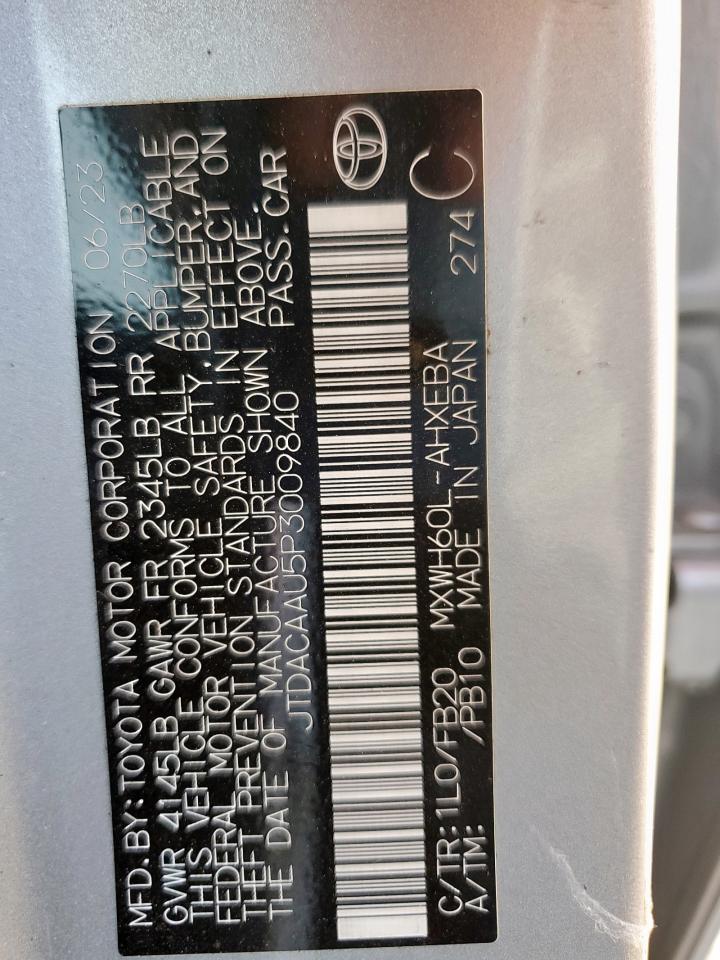 MFD.BY:TOYOTA MOTOR CORPORATION 06/23
GVWR 4145LB GAWR FR 2345LB RR 2270LB
THIS VEHICLE CONFORMS TO ALL APPLICABLE
FEDERAL MOTOR VEHICLE SAFETY,BUMPER,AND
THEFT PREVENTION STANDARDS IN EFFECT ON
THE DATE OF MANUFACTURE SHOWN ABOVE.
JTDACAAU5P3009840 PASS.CAR
C/TR:1L0/FB20 MXWH60L-AHXEBA C
A/TM: /PB10 MADE IN JAPAN 274